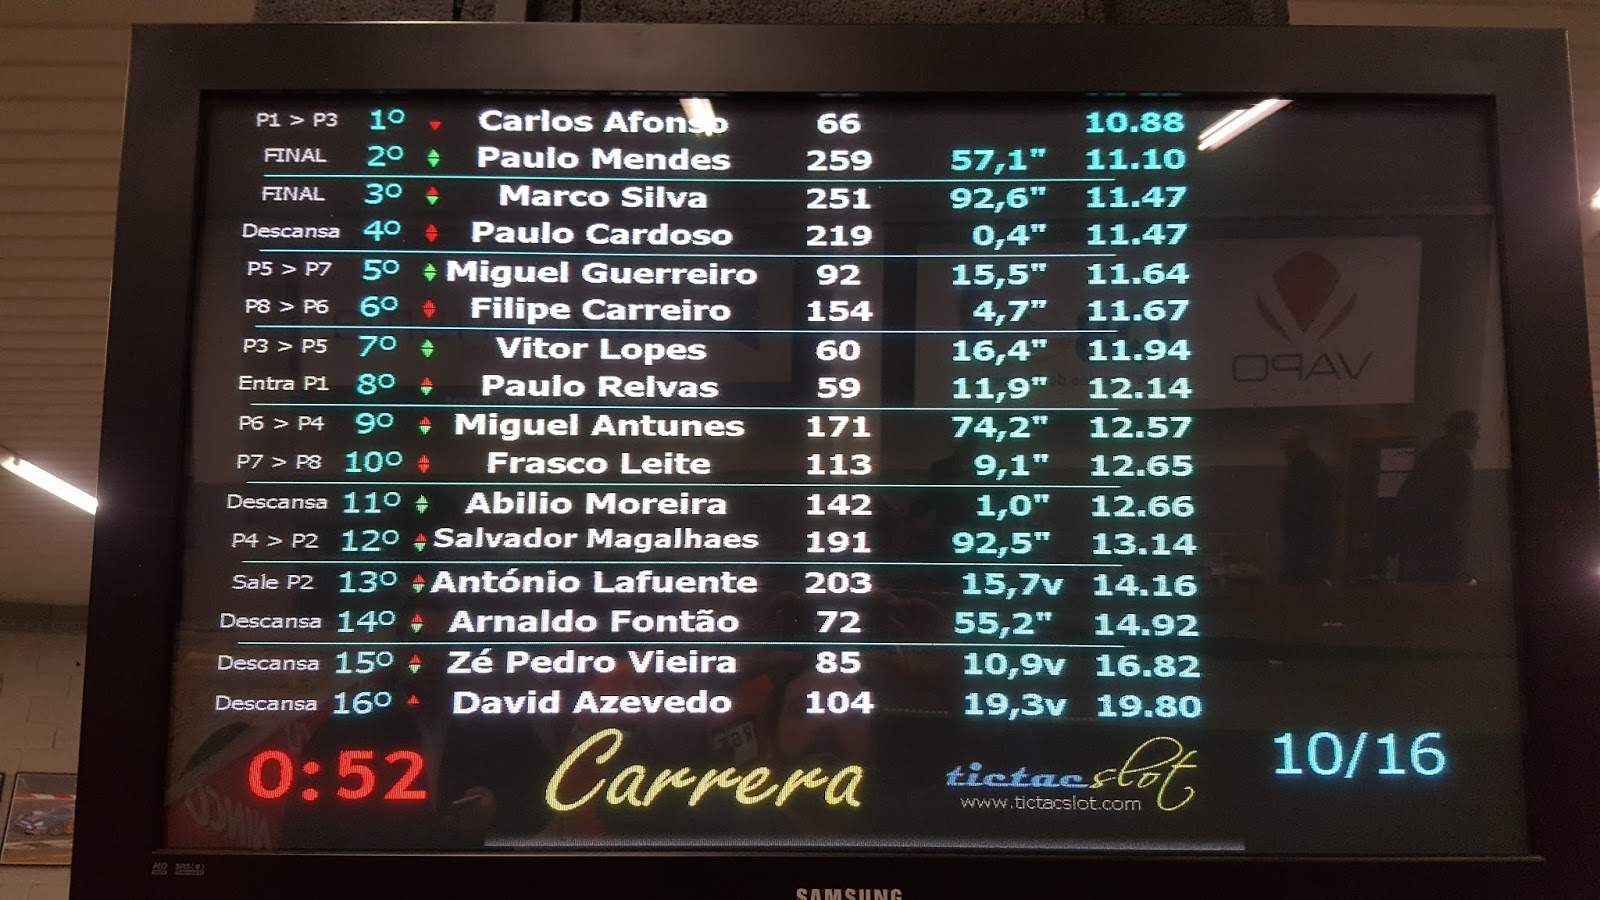 P1 > P3 1º Carlos Afonso 66 10.88
FINAL 2º Paulo Mendes 259 57,1" 11.10
FINAL 3º Marco Silva 251 92,6" 11.47
Descansa 4º Paulo Cardoso 219 0,4" 11.47
P5 > P7 5º Miguel Guerreiro 92 15,5" 11.64
P8 > P6 6º Filipe Carreiro 154 4,7" 11.67
P3 > P5 7º Vitor Lopes 60 16,4" 11.94
Entra P1 8º Paulo Relvas 59 11,9" 12.14
P6 > P4 9º Miguel Antunes 171 74,2" 12.57
P7 > P8 10º Frasco Leite 113 9,1" 12.65
Descansa 11º Abilio Moreira 142 1,0" 12.66
P4 > P2 12º Salvador Magalhaes 191 92,5" 13.14
Sale P2 13º António Lafuente 203 15,7v 14.16
Descansa 14º Arnaldo Fontão 72 55,2" 14.92
Descansa 15º Zé Pedro Vieira 85 10,9v 16.82
Descansa 16º David Azevedo 104 19,3v 19.80
0:52 Carrera tictacslot 10/16
www.tictacslot.com
VAPO
NINCO
HD
SAMSUNG